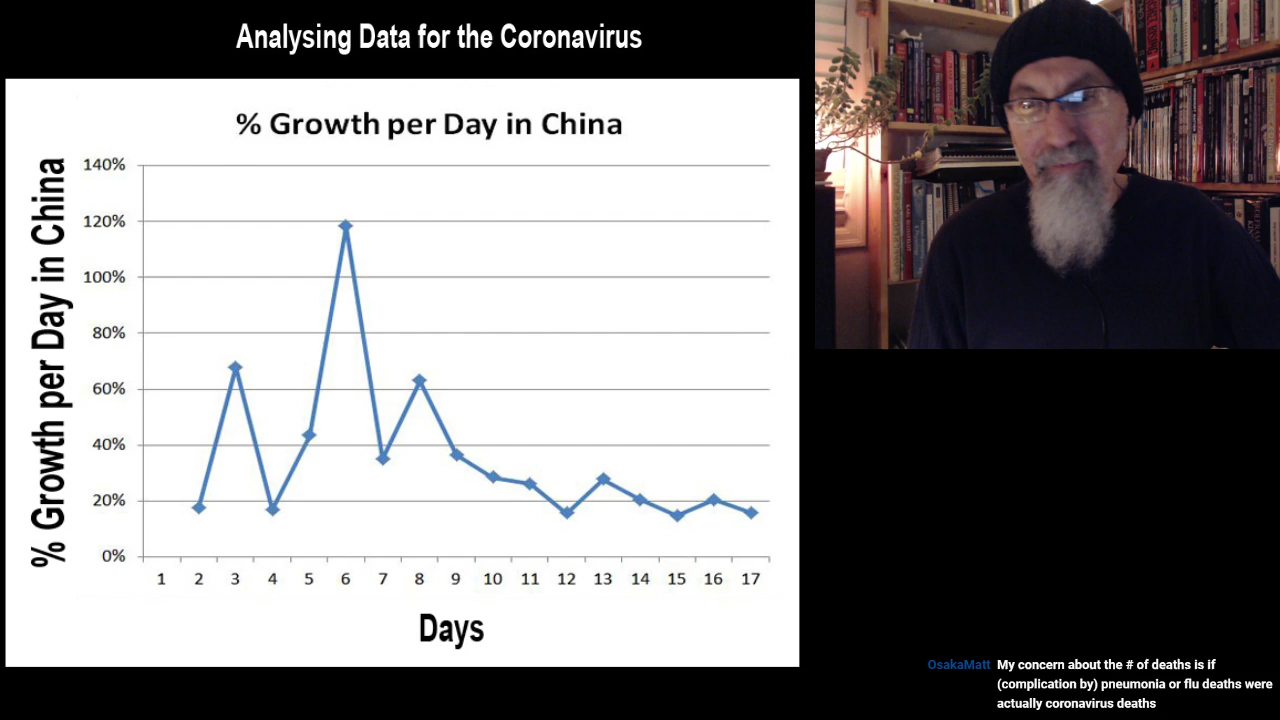 Analysing Data for the Coronavirus
% Growth per Day in China
% Growth per Day in China
140%
120%
100%
80%
60%
40%
20%
0%
1 2 3 4 5 6 7 8 9 10 11 12 13 14 15 16 17
Days
OsakaMatt My concern about the # of deaths is if
(complication by) pneumonia or flu deaths were
actually coronavirus deaths